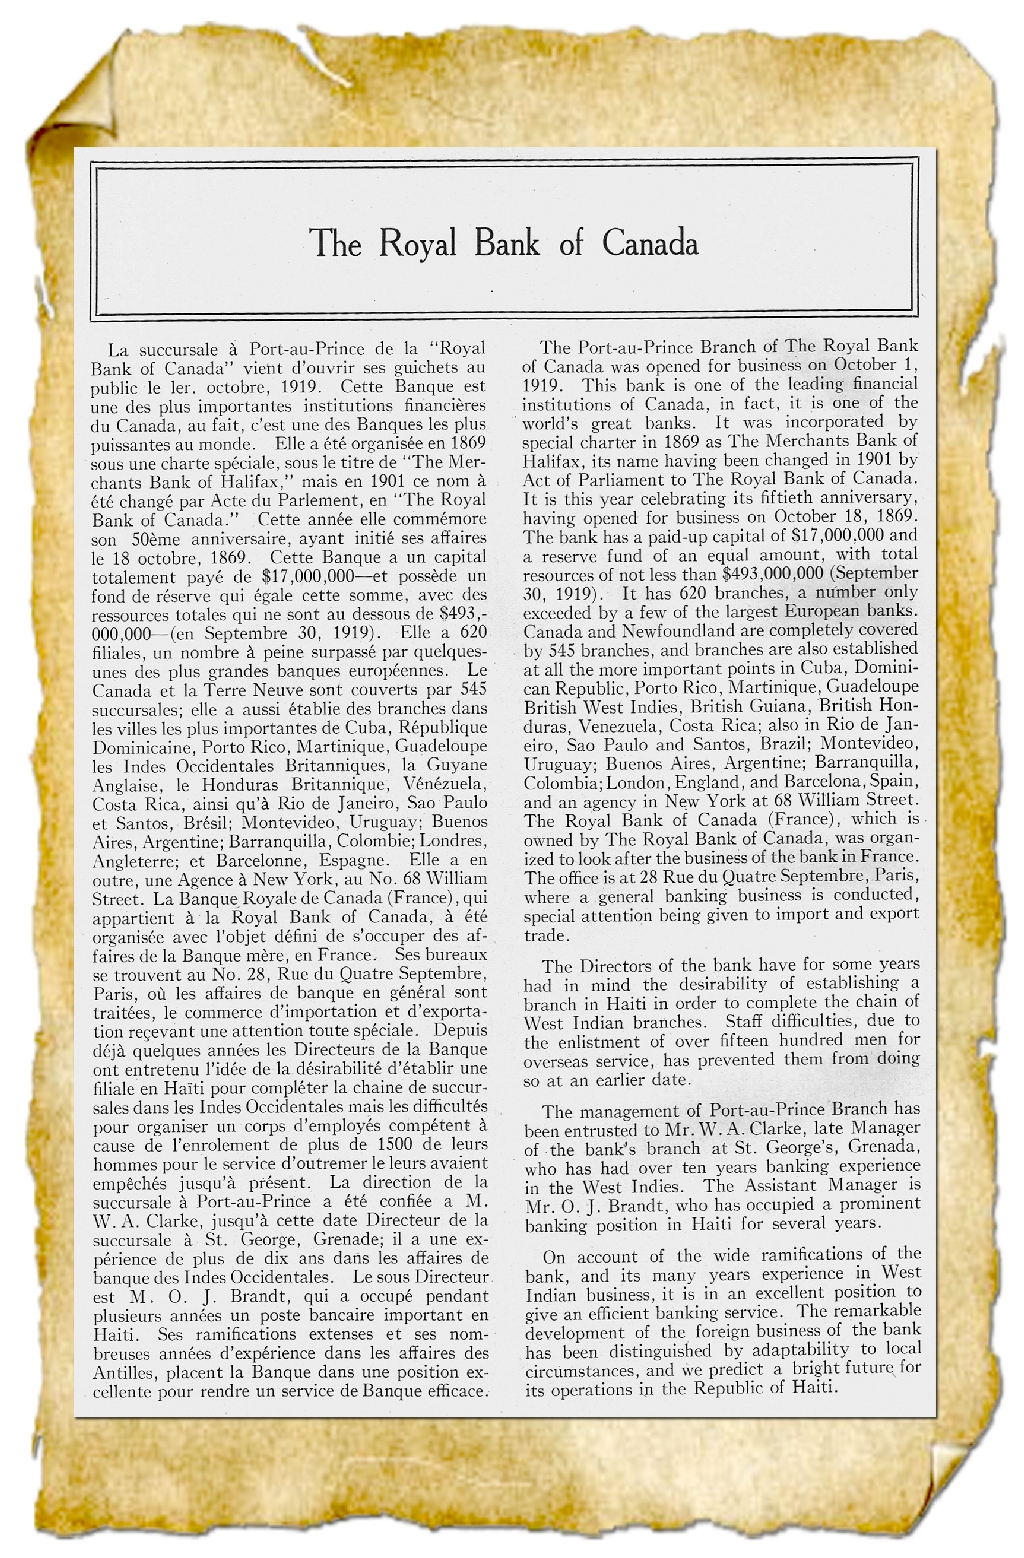 The Royal Bank of Canada
La succursale à Port-au-Prince de la "Royal
Bank of Canada" vient d'ouvrir ses guichets au
public le 1er. octobre, 1919. Cette Banque est
une des plus importantes institutions financières
du Canada, au fait, c'est une des Banques les plus
puissantes au monde. Elle a été organisée en 1869
sous une charte spéciale, sous le titre de "The Mer-
chants Bank of Halifax," mais en 1901 ce nom à
été changé par Acte du Parlement, en "The Royal
Bank of Canada." Cette année elle commémore
son 50ème anniversaire, ayant initié ses affaires
le 18 octobre, 1869. Cette Banque a un capital
totalement payé de $17,000,000—et possède un
fond de réserve qui égale cette somme, avec des
ressources totales qui ne sont au dessous de $493,-
000,000—(en Septembre 30, 1919). Elle a 620
filiales, un nombre à peine surpassé par quelques-
unes des plus grandes banques européennes. Le
Canada et la Terre Neuve sont couverts par 545
succursales; elle a aussi établie des branches dans
les villes les plus importantes de Cuba, République
Dominicaine, Porto Rico, Martinique, Guadeloupe
les Indes Occidentales Britanniques, la Guyane
Anglaise, le Honduras Britannique, Vénézuela,
Costa Rica, ainsi qu'à Rio de Janeiro, Sao Paulo
et Santos, Brésil; Montevideo, Uruguay; Buenos
Aires, Argentine; Barranquilla, Colombie; Londres,
Angleterre; et Barcelonne, Espagne. Elle a en
outre, une Agence à New York, au No. 68 William
Street. La Banque Royale de Canada (France), qui
appartient à la Royal Bank of Canada, à été
organisée avec l'objet défini de s'occuper des af-
faires de la Banque mère, en France. Ses bureaux
se trouvent au No. 28, Rue du Quatre Septembre,
Paris, où les affaires de banque en général sont
traitées, le commerce d'importation et d'exporta-
tion reçevant une attention toute spéciale. Depuis
déjà quelques années les Directeurs de la Banque
ont entretenu l'idée de la désirabilité d'établir une
filiale en Haïti pour compléter la chaine de succur-
sales dans les Indes Occidentales mais les difficultés
pour organiser un corps d'employés compétent à
cause de l'enrolement de plus de 1500 de leurs
hommes pour le service d'outremer le leurs avaient
empêchés jusqu'à présent. La direction de la
succursale à Port-au-Prince a été confiée a M.
W. A. Clarke, jusqu'à cette date Directeur de la
succursale à St. George, Grenade; il a une ex-
périence de plus de dix ans dans les affaires de
banque des Indes Occidentales. Le sous Directeur
est M. O. J. Brandt, qui a occupé pendant
plusieurs années un poste bancaire important en
Haiti. Ses ramifications extenses et ses nom-
breuses années d'expérience dans les affaires des
Antilles, placent la Banque dans une position ex-
cellente pour rendre un service de Banque efficace.
The Port-au-Prince Branch of The Royal Bank
of Canada was opened for business on October 1,
1919. This bank is one of the leading financial
institutions of Canada, in fact, it is one of the
world's great banks. It was incorporated by
special charter in 1869 as The Merchants Bank of
Halifax, its name having been changed in 1901 by
Act of Parliament to The Royal Bank of Canada.
It is this year celebrating its fiftieth anniversary,
having opened for business on October 18, 1869.
The bank has a paid-up capital of $17,000,000 and
a reserve fund of an equal amount, with total
resources of not less than $493,000,000 (September
30, 1919). It has 620 branches, a number only
exceeded by a few of the largest European banks.
Canada and Newfoundland are completely covered
by 545 branches, and branches are also established
at all the more important points in Cuba, Domini-
can Republic, Porto Rico, Martinique, Guadeloupe
British West Indies, British Guiana, British Hon-
duras, Venezuela, Costa Rica; also in Rio de Jan-
eiro, Sao Paulo and Santos, Brazil; Montevideo,
Uruguay; Buenos Aires, Argentine; Barranquilla,
Colombia; London, England, and Barcelona, Spain,
and an agency in New York at 68 William Street.
The Royal Bank of Canada (France), which is
owned by The Royal Bank of Canada, was organ-
ized to look after the business of the bank in France.
The office is at 28 Rue du Quatre Septembre, Paris,
where a general banking business is conducted,
special attention being given to import and export
trade.
The Directors of the bank have for some years
had in mind the desirability of establishing a
branch in Haiti in order to complete the chain of
West Indian branches. Staff difficulties, due to
the enlistment of over fifteen hundred men for
overseas service, has prevented them from doing
so at an earlier date.
The management of Port-au-Prince Branch has
been entrusted to Mr. W. A. Clarke, late Manager
of the bank's branch at St. George's, Grenada,
who has had over ten years banking experience
in the West Indies. The Assistant Manager is
Mr. O. J. Brandt, who has occupied a prominent
banking position in Haiti for several years.
On account of the wide ramifications of the
bank, and its many years experience in West
Indian business, it is in an excellent position to
give an efficient banking service. The remarkable
development of the foreign business of the bank
has been distinguished by adaptability to local
circumstances, and we predict a bright future for
its operations in the Republic of Haiti.